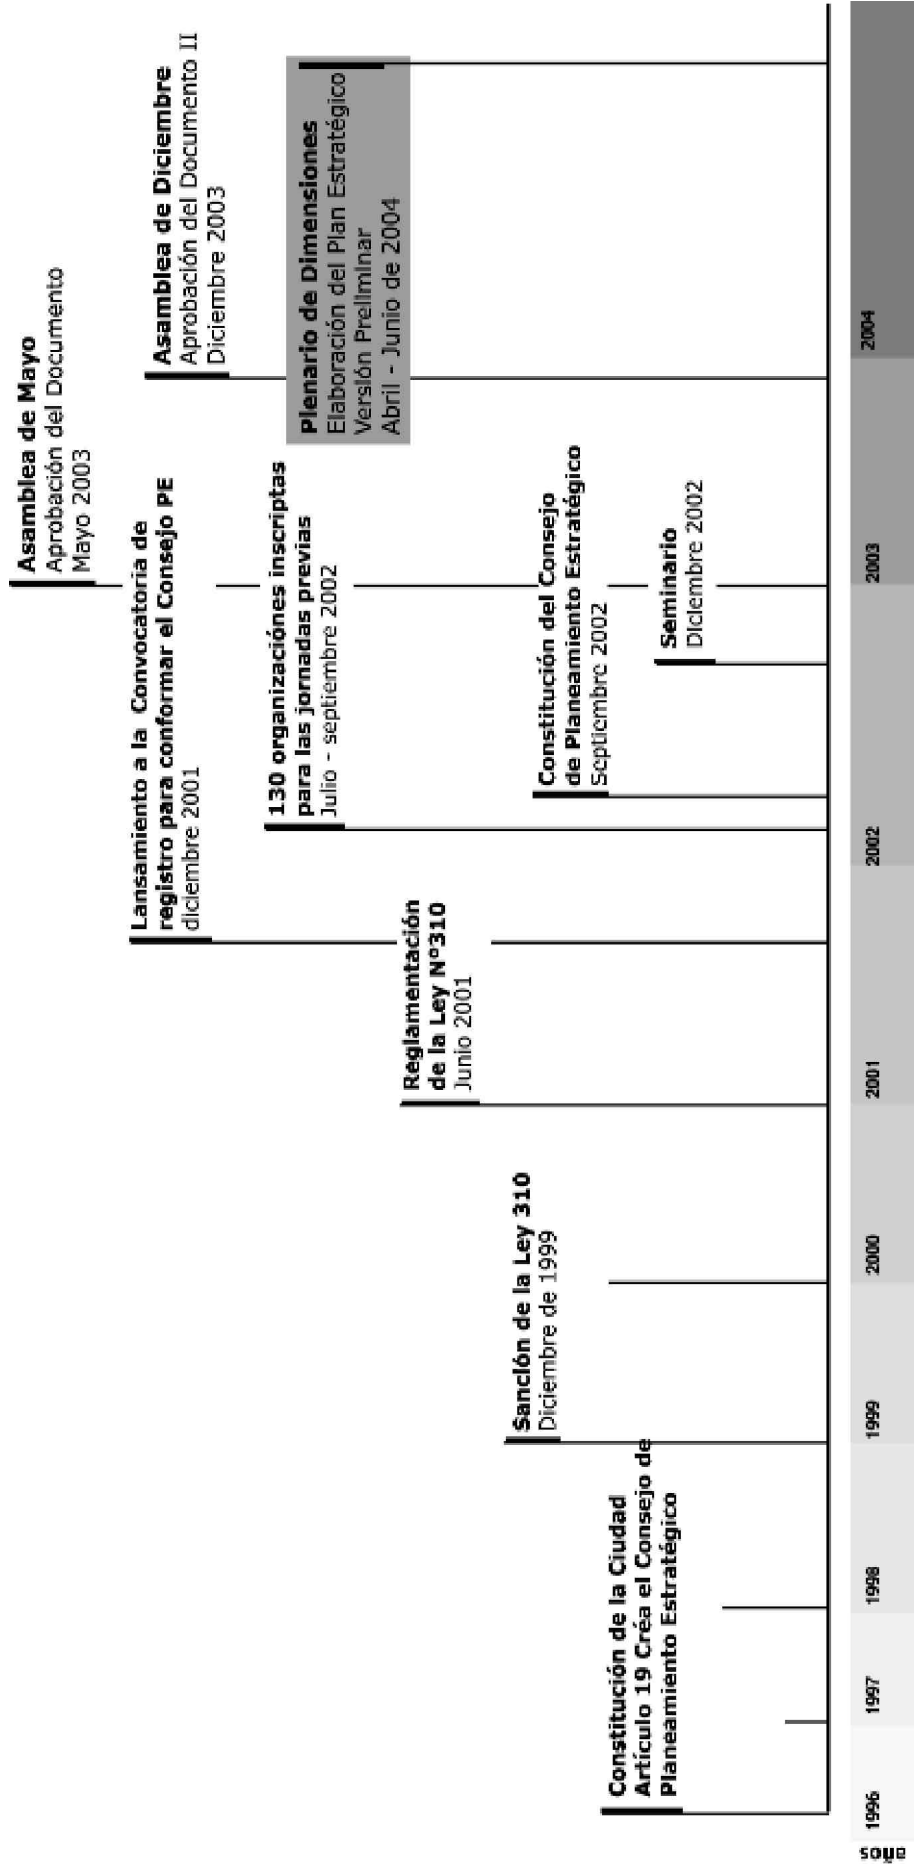 Asamblea de Mayo
Aprobación del Documento
Mayo 2003
Asamblea de Diciembre
Aprobación del Documento II
Diciembre 2003
Lansamiento a la Convocatoria de
registro para conformar el Consejo PE
diciembre 2001
130 organizaciónes inscriptas
para las jornadas previas
Julio - septiembre 2002
Plenario de Dimensiones
Elaboración del Plan Estratégico
Versión Preliminar
Abril - Junio de 2004
Reglamentación
de la Ley Nº310
Junio 2001
Constitución del Consejo
de Planeamiento Estratégico
Septiembre 2002
Sanción de la Ley 310
Diciembre de 1999
Seminario
Diciembre 2002
Constitución de la Ciudad
Artículo 19 Créa el Consejo de
Planeamiento Estratégico
años 1996 1997 1998 1999 2000 2001 2002 2003 2004